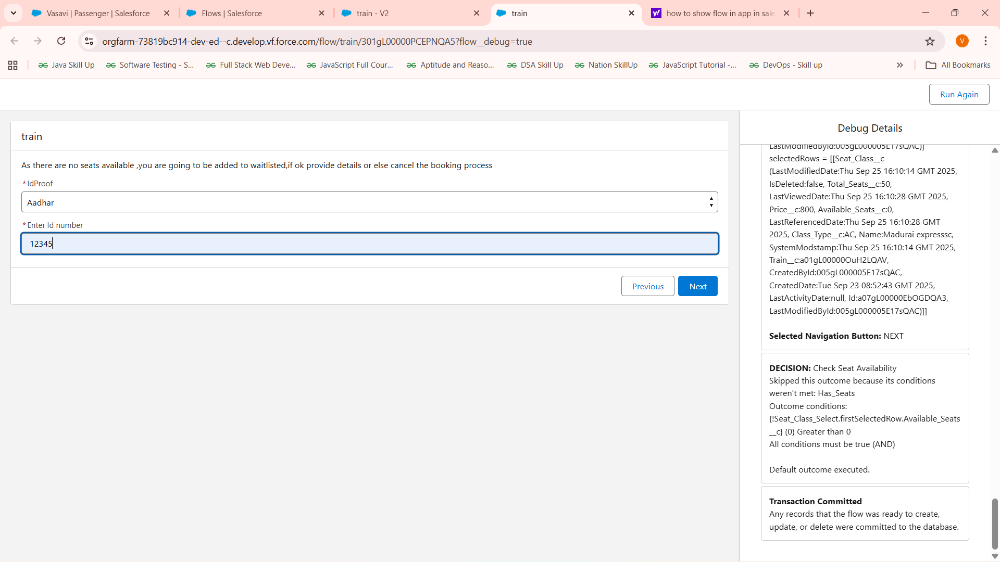 Vasavi | Passenger | Salesforce
Flows | Salesforce
train - V2
train
how to show flow in app in sale
orgfarm-73819bc914-dev-ed--c.develop.vf.force.com/flow/train/301gL00000PCEPNQA5?flow__debug=true
V
Java Skill Up
Software Testing - S...
Full Stack Web Deve...
JavaScript Full Cour...
Aptitude and Reaso...
DSA Skill Up
Nation SkillUp
JavaScript Tutorial -...
DevOps - Skill up
All Bookmarks
Run Again
train
As there are no seats available ,you are going to be added to waitlisted,if ok provide details or else cancel the booking process
*IdProof
Aadhar
*Enter Id number
12345
Previous
Next
Debug Details
LastModifiedById:005gL000005E17sQAC)]
selectedRows = [[Seat_Class__c
(LastModifiedDate:Thu Sep 25 16:10:14 GMT 2025,
IsDeleted:false, Total_Seats__c:50,
LastViewedDate:Thu Sep 25 16:10:28 GMT 2025,
Price__c:800, Available_Seats__c:0,
LastReferencedDate:Thu Sep 25 16:10:28 GMT
2025, Class_Type__c:AC, Name:Madurai expresssc,
SystemModstamp:Thu Sep 25 16:10:14 GMT 2025,
Train__c:a01gL00000OuH2LQAV,
CreatedById:005gL000005E17sQAC,
CreatedDate:Tue Sep 23 08:52:43 GMT 2025,
LastActivityDate:null, Id:a07gL00000EbOGDQA3,
LastModifiedById:005gL000005E17sQAC)]]
Selected Navigation Button: NEXT
DECISION: Check Seat Availability
Skipped this outcome because its conditions
weren't met: Has_Seats
Outcome conditions:
{!Seat_Class_Select.firstSelectedRow.Available_Seats
__c} (0) Greater than 0
All conditions must be true (AND)
Default outcome executed.
Transaction Committed
Any records that the flow was ready to create,
update, or delete were committed to the database.